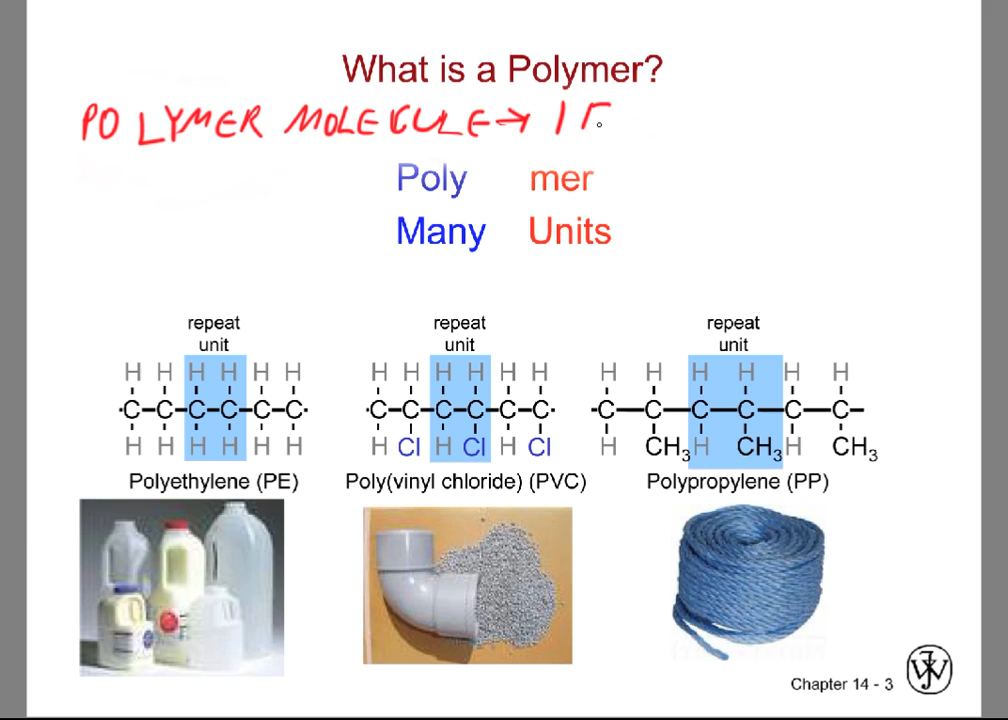 What is a Polymer?
POLYMER MOLECULE →
Poly mer
Many Units
repeat unit repeat unit repeat unit
H H H H H H H H H H H H H H H H H H
C C C C C C C C C C C C C C C C C C
H H H H H H H Cl H Cl H Cl H CH3 H CH3 H CH3
Polyethylene (PE) Poly(vinyl chloride) (PVC) Polypropylene (PP)
Chapter 14 - 3